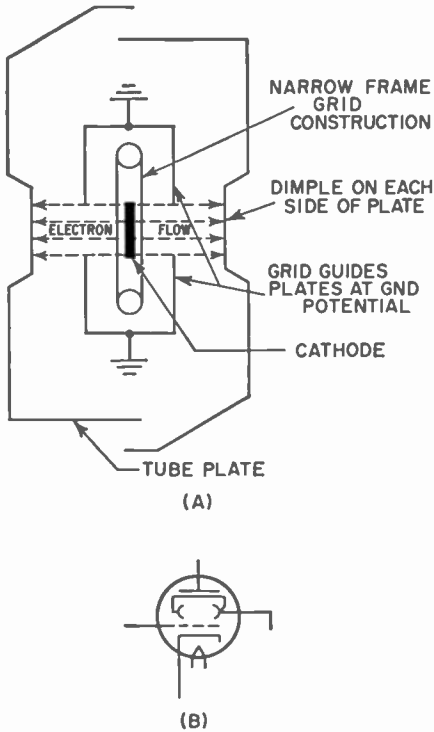 NARROW FRAME
GRID
CONSTRUCTION
DIMPLE ON EACH
SIDE OF PLATE
ELECTRON FLOW
GRID GUIDES
PLATES AT GND
POTENTIAL
CATHODE
TUBE PLATE
(A)
(B)